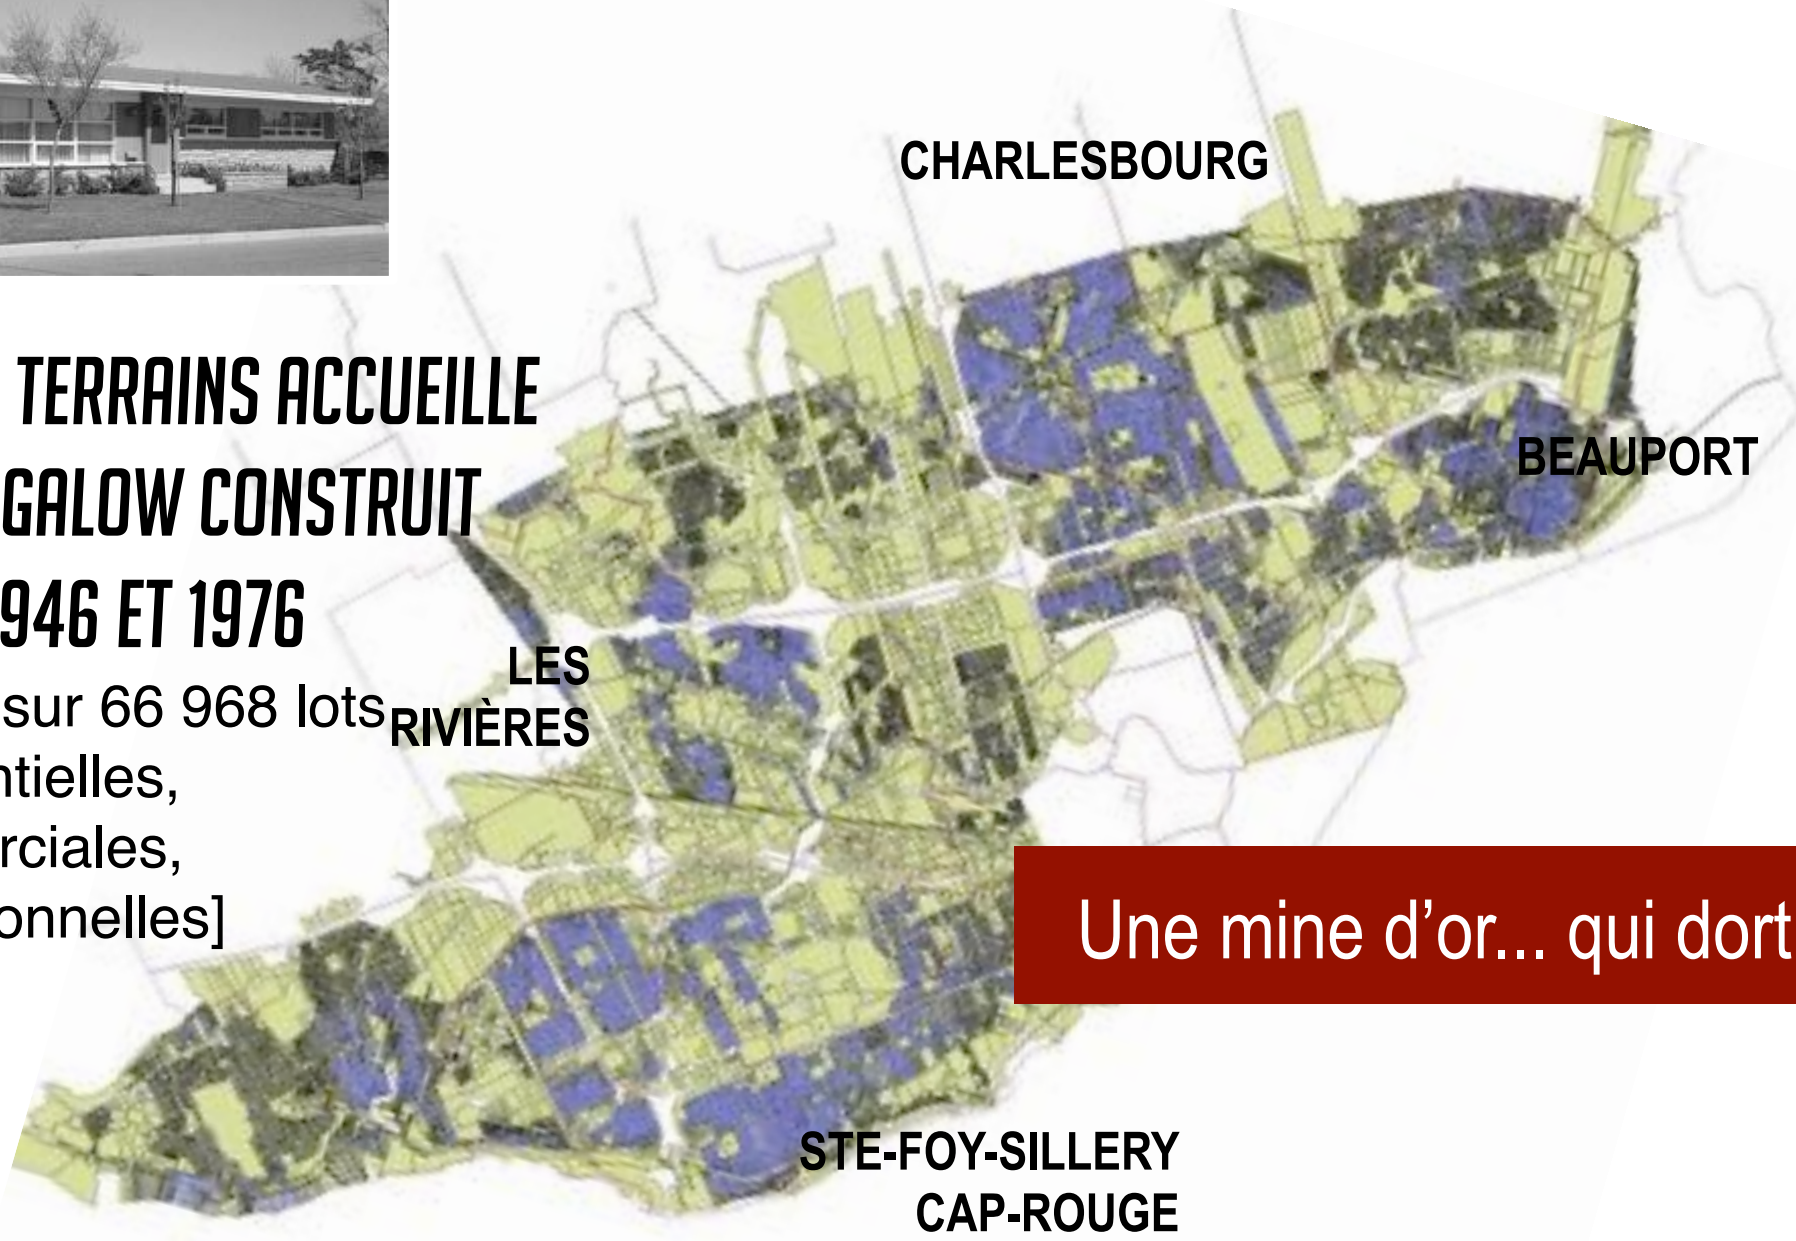 CHARLESBOURG
TERRAINS ACCUEILLE
GALOW CONSTRUIT
946 ET 1976
BEAUPORT
LES
RIVIÈRES
sur 66 968 lots
ntielles,
rciales,
onnelles]
Une mine d’or... qui dort
STE-FOY-SILLERY
CAP-ROUGE